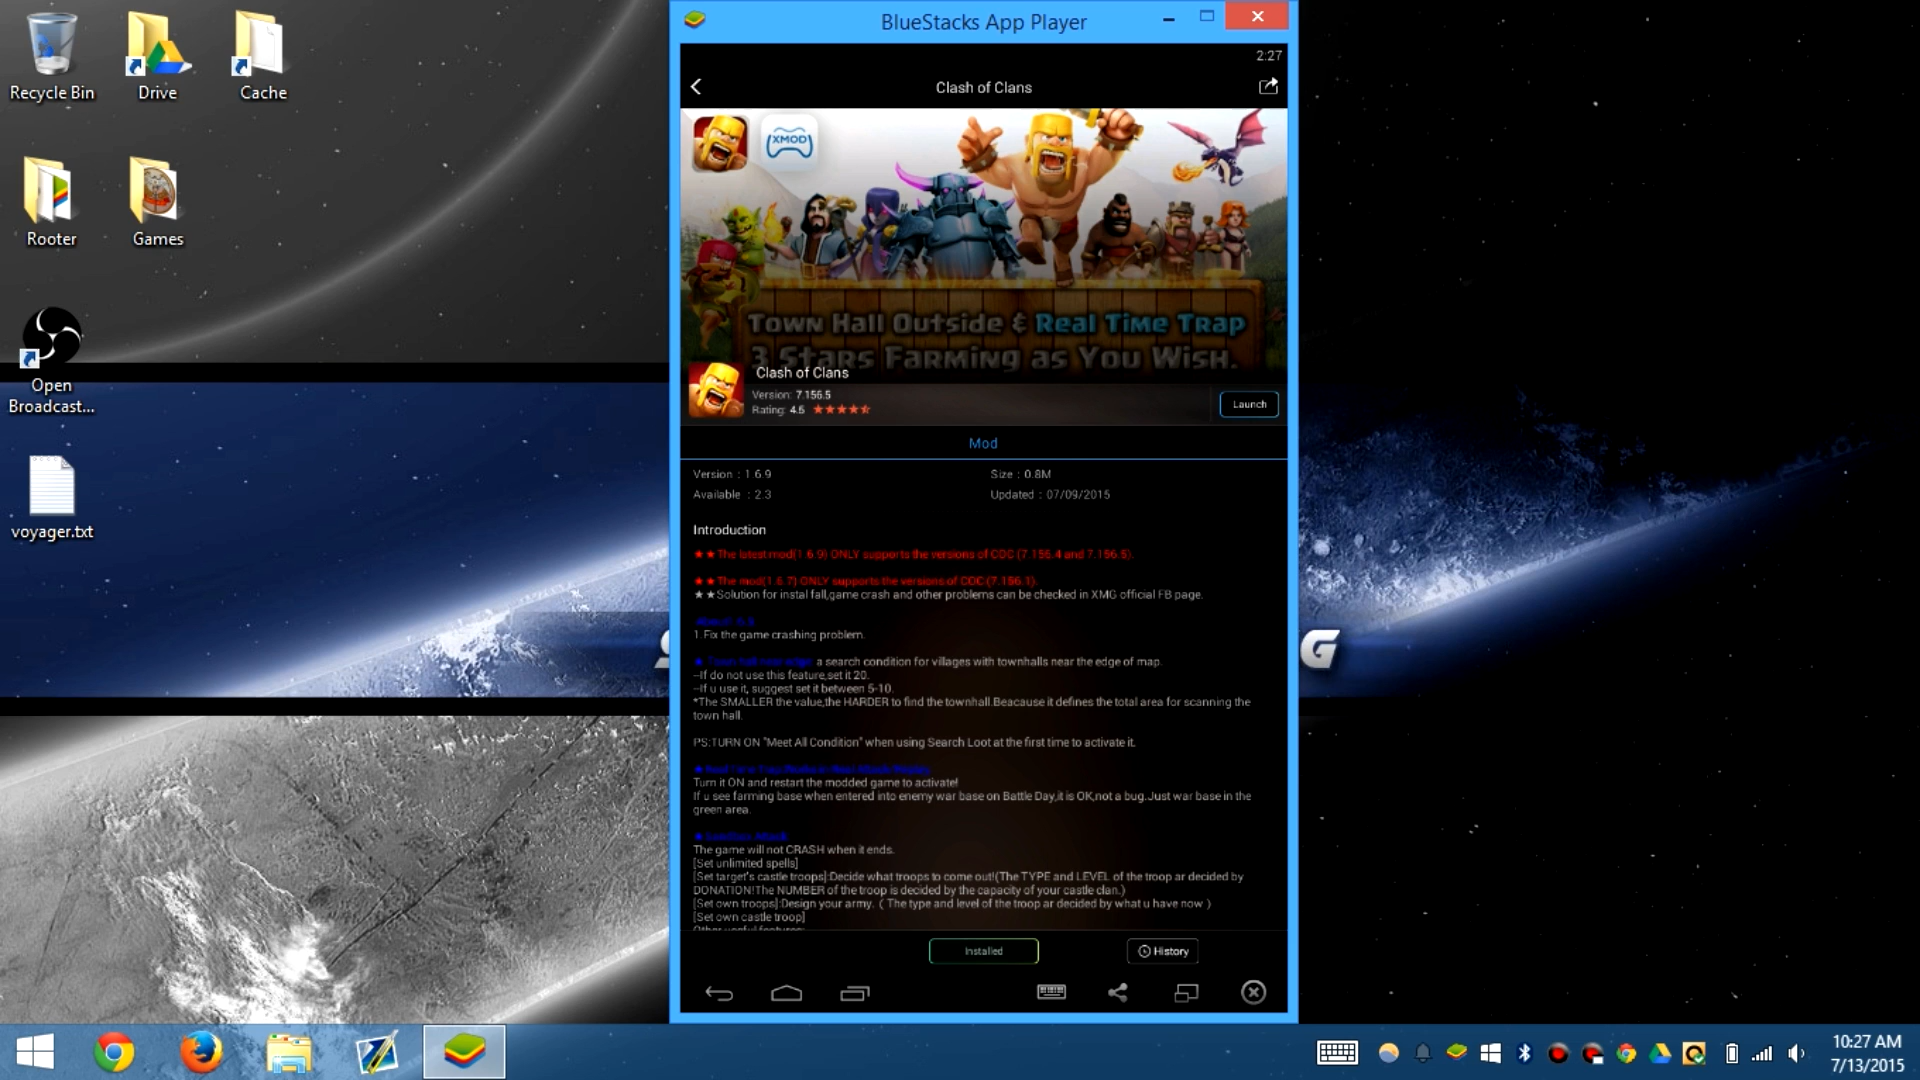 Recycle Bin
Drive
Cache
Rooter
Games
Open
Broadcast...
voyager.txt
G
BlueStacks App Player
2:27
Clash of Clans
XMOD
Town Hall Outside & Real Time Trap
3 Stars Farming as You Wish.
Clash of Clans
Version: 7.156.5
Rating: 4.5
Launch
Mod
Version : 1.6.9
Size : 0.8M
Available : 2.3
Updated : 07/09/2015
Introduction
★★The latest mod(1.6.9) ONLY supports the versions of COC (7.156.4 and 7.156.5).
★★The mod(1.6.7) ONLY supports the versions of COC (7.156.1).
★★Solution for instal fall,game crash and other problems can be checked in XMG official FB page.
1. Fix the game crashing problem.
★ Town hall near edge: a search condition for villages with townhalls near the edge of map.
--If do not use this feature,set it 20.
--If u use it, suggest set it between 5-10.
*The SMALLER the value,the HARDER to find the townhall.Beacause it defines the total area for scanning the
town hall.
PS:TURN ON "Meet All Condition" when using Search Loot at the first time to activate it.
Turn it ON and restart the modded game to activate!
If u see farming base when entered into enemy war base on Battle Day,it is OK,not a bug.Just war base in the
green area.
★Sandbox Attack
The game will not CRASH when it ends.
[Set unlimited spells]
[Set target's castle troops]:Decide what troops to come out!(The TYPE and LEVEL of the troop ar decided by
DONATION!The NUMBER of the troop is decided by the capacity of your castle clan.)
[Set own troops]:Design your army. ( The type and level of the troop ar decided by what u have now )
[Set own castle troop]
Other useful features:
Installed
History
10:27 AM
7/13/2015